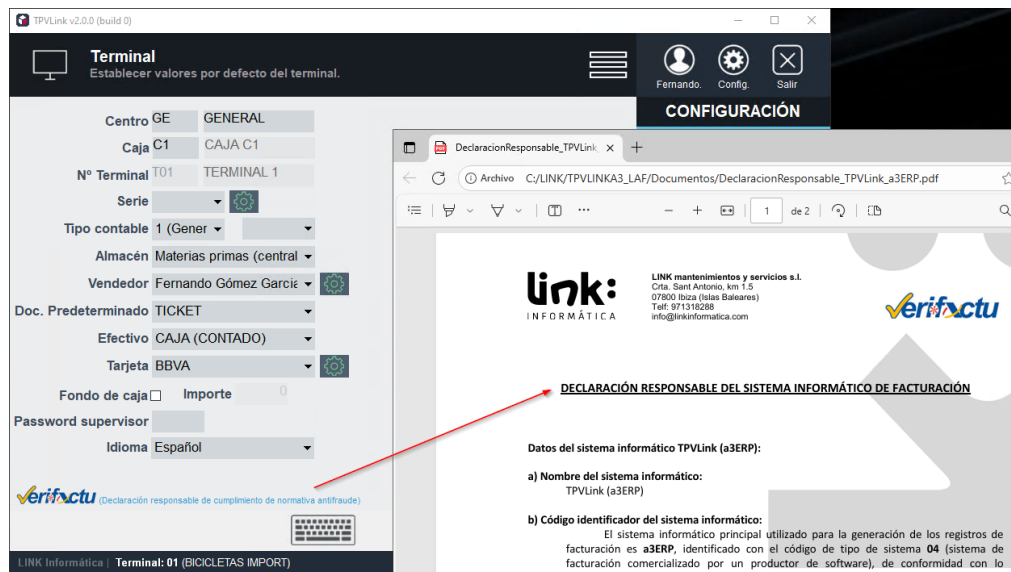 TPVLink v2.0.0 (build 0)
Terminal
Establecer valores por defecto del terminal.
Fernando.
Config.
Salir
CONFIGURACIÓN
Centro GE GENERAL
Caja C1 CAJA C1
Nº Terminal T01 TERMINAL 1
Serie
Tipo contable 1 (Gener
Almacén Materias primas (central
Vendedor Fernando Gómez Garcia
Doc. Predeterminado TICKET
Efectivo CAJA (CONTADO)
Tarjeta BBVA
Fondo de caja Importe 0
Password supervisor
Idioma Español
Verifactu (Declaración responsable de cumplimiento de normativa antifraude)
LINK Informática | Terminal: 01 (BICICLETAS IMPORT)
DeclaracionResponsable_TPVLink_
Archivo C:/LINK/TPVLINKA3_LAF/Documentos/DeclaracionResponsable_TPVLink_a3ERP.pdf
1 de 2
link:
INFORMÁTICA
LINK mantenimientos y servicios s.l.
Crta. Sant Antonio, km 1.5
07800 Ibiza (Islas Baleares)
Telf: 971318288
info@linkinformatica.com
Verifactu
DECLARACIÓN RESPONSABLE DEL SISTEMA INFORMÁTICO DE FACTURACIÓN
Datos del sistema informático TPVLink (a3ERP):
a) Nombre del sistema informático:
TPVLink (a3ERP)
b) Código identificador del sistema informático:
El sistema informático principal utilizado para la generación de los registros de
facturación es a3ERP, identificado con el código de tipo de sistema 04 (sistema de
facturación comercializado por un productor de software), de conformidad con lo